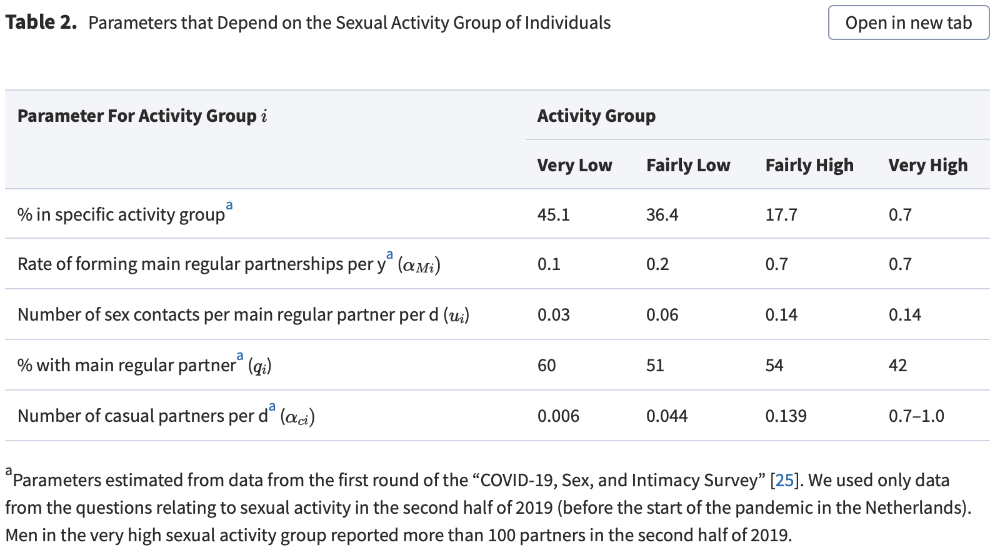 Table 2. Parameters that Depend on the Sexual Activity Group of Individuals
Open in new tab
Parameter For Activity Group i
Activity Group
Very Low Fairly Low Fairly High Very High
% in specific activity groupᵃ 45.1 36.4 17.7 0.7
Rate of forming main regular partnerships per yᵃ (α_Mi) 0.1 0.2 0.7 0.7
Number of sex contacts per main regular partner per d (u_i) 0.03 0.06 0.14 0.14
% with main regular partnerᵃ (q_i) 60 51 54 42
Number of casual partners per dᵃ (α_ci) 0.006 0.044 0.139 0.7–1.0
ᵃParameters estimated from data from the first round of the “COVID-19, Sex, and Intimacy Survey” [25]. We used only data
from the questions relating to sexual activity in the second half of 2019 (before the start of the pandemic in the Netherlands).
Men in the very high sexual activity group reported more than 100 partners in the second half of 2019.